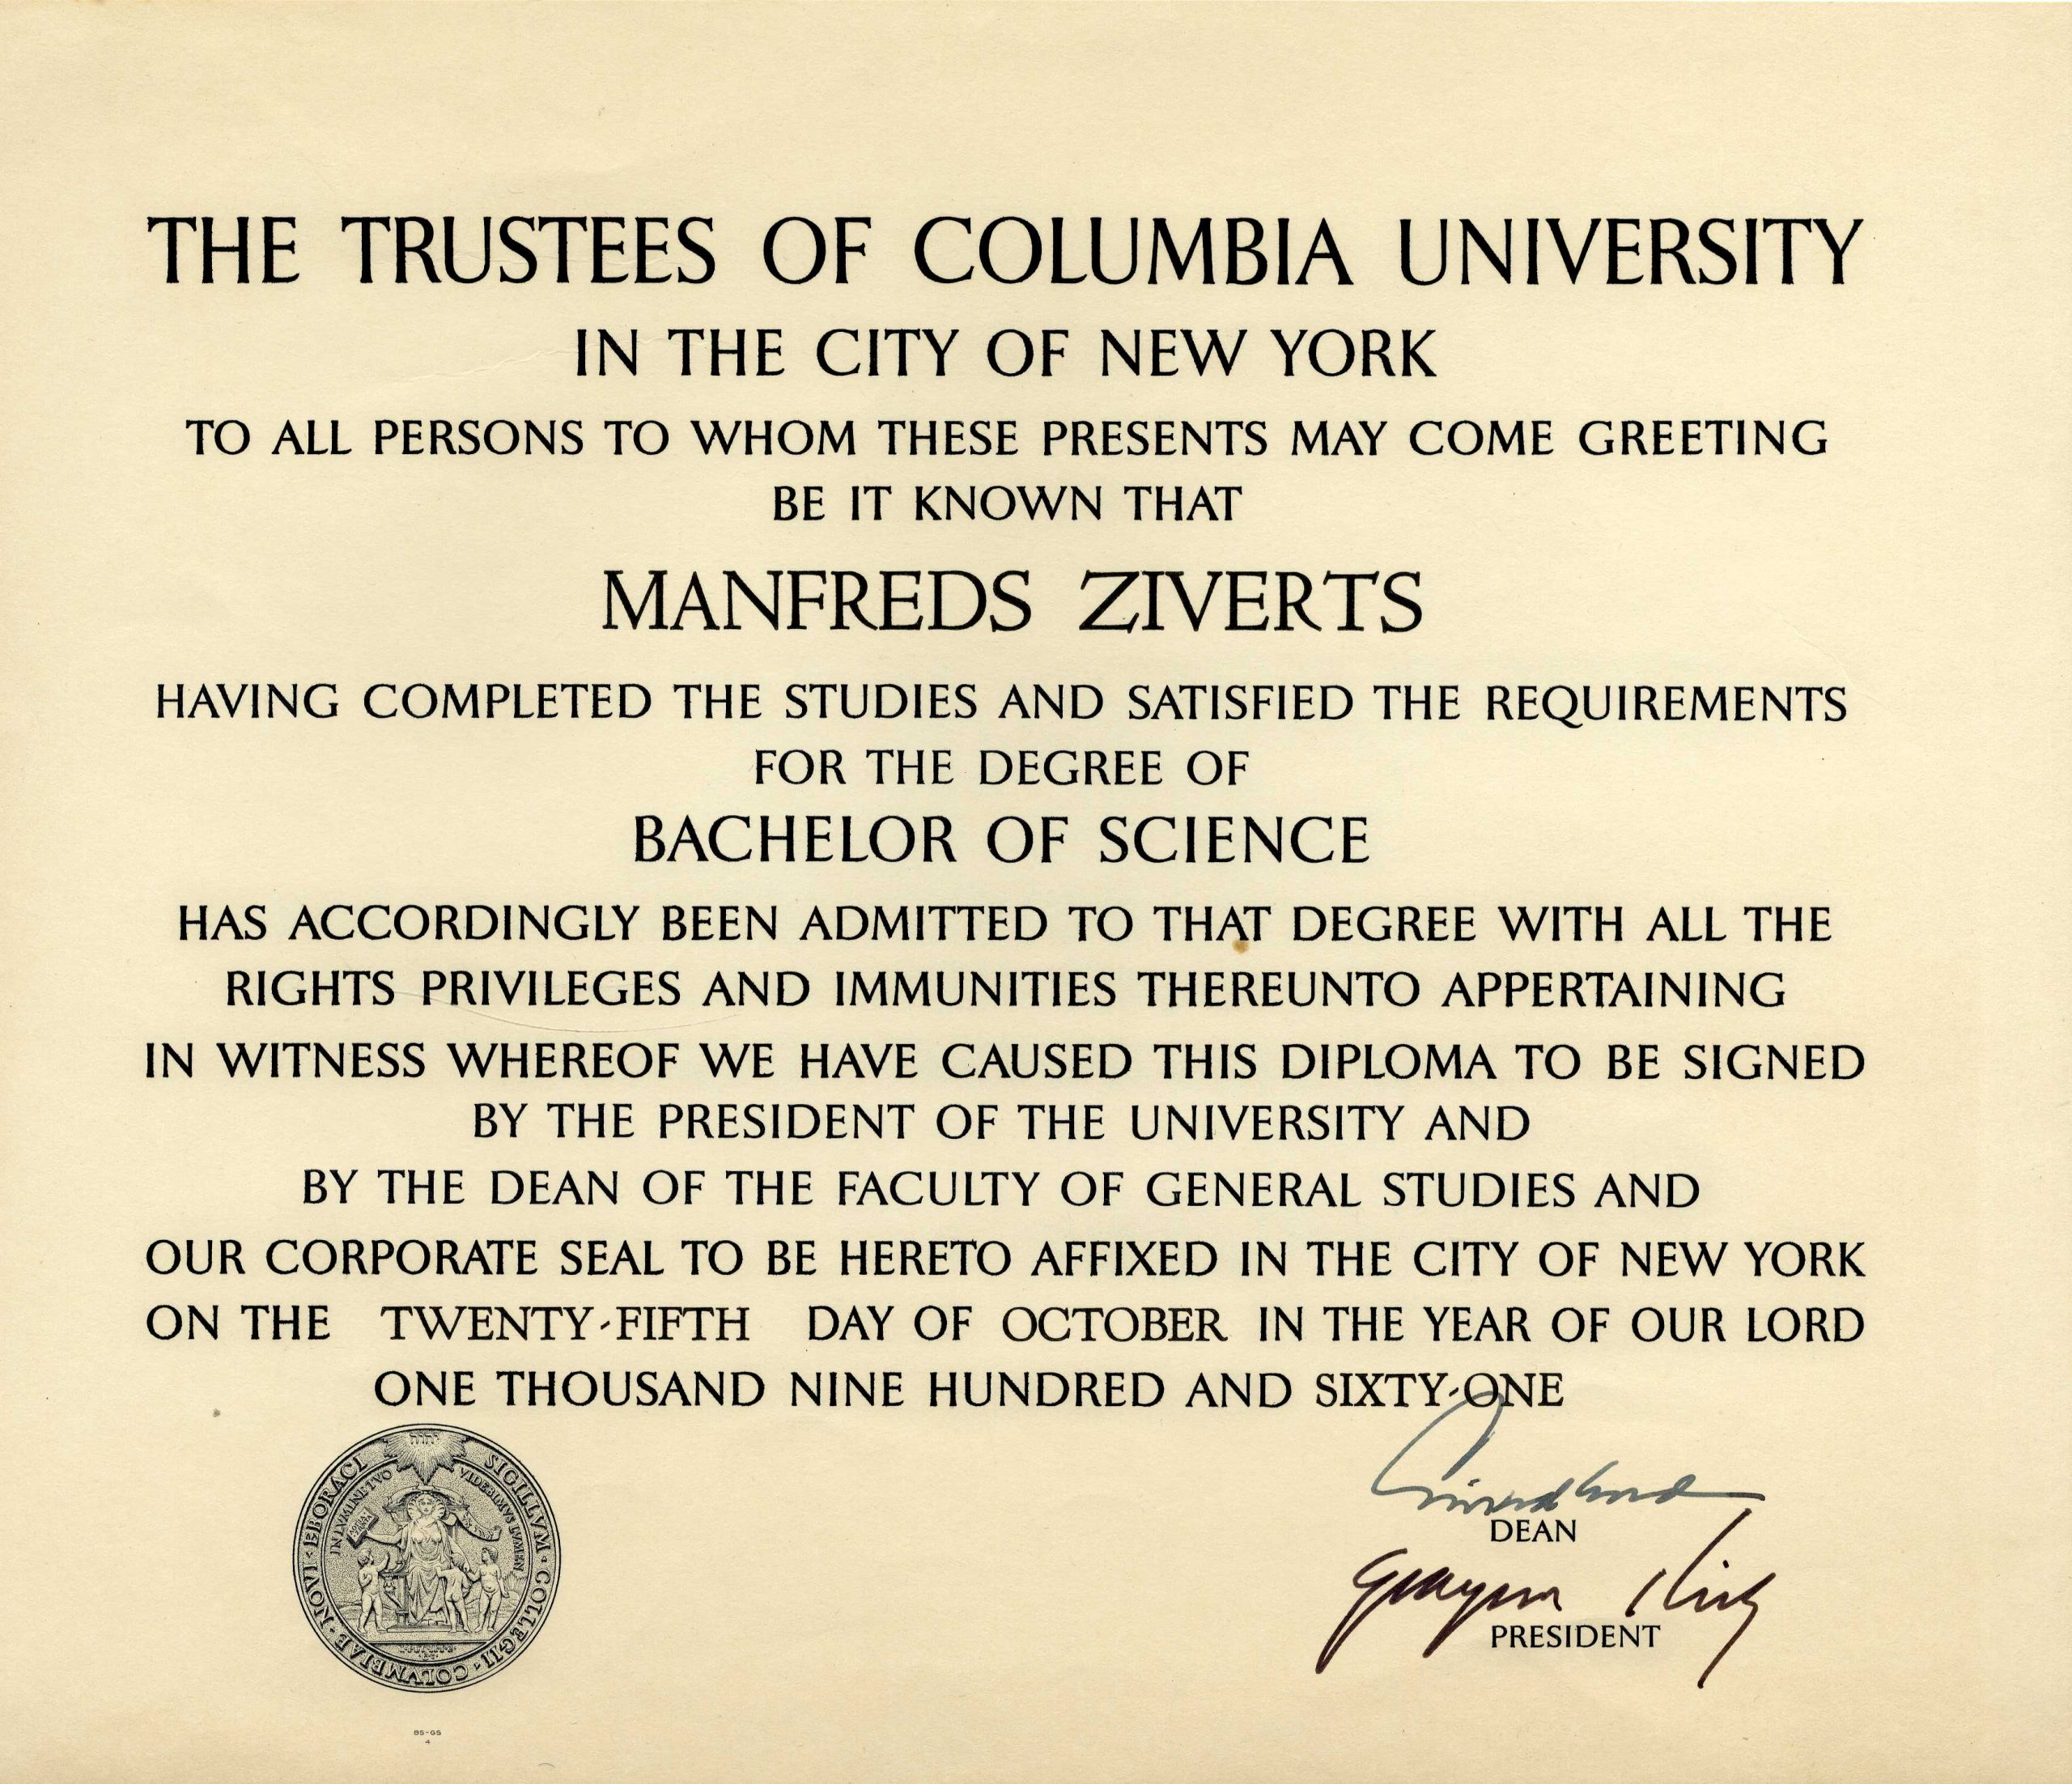 THE TRUSTEES OF COLUMBIA UNIVERSITY
IN THE CITY OF NEW YORK
TO ALL PERSONS TO WHOM THESE PRESENTS MAY COME GREETING
BE IT KNOWN THAT
MANFREDS ZIVERTS
HAVING COMPLETED THE STUDIES AND SATISFIED THE REQUIREMENTS
FOR THE DEGREE OF
BACHELOR OF SCIENCE
HAS ACCORDINGLY BEEN ADMITTED TO THAT DEGREE WITH ALL THE
RIGHTS PRIVILEGES AND IMMUNITIES THEREUNTO APPERTAINING
IN WITNESS WHEREOF WE HAVE CAUSED THIS DIPLOMA TO BE SIGNED
BY THE PRESIDENT OF THE UNIVERSITY AND
BY THE DEAN OF THE FACULTY OF GENERAL STUDIES AND
OUR CORPORATE SEAL TO BE HERETO AFFIXED IN THE CITY OF NEW YORK
ON THE TWENTY-FIFTH DAY OF OCTOBER IN THE YEAR OF OUR LORD
ONE THOUSAND NINE HUNDRED AND SIXTY-ONE
DEAN
Grayson Kirk
PRESIDENT
SIGILLVM · COLLEGII · COLVMBIAE · NOVI · EBORACI
IN LVMINE TVO VIDEBIMVS LVMEN
יהוה
BS-GS
4